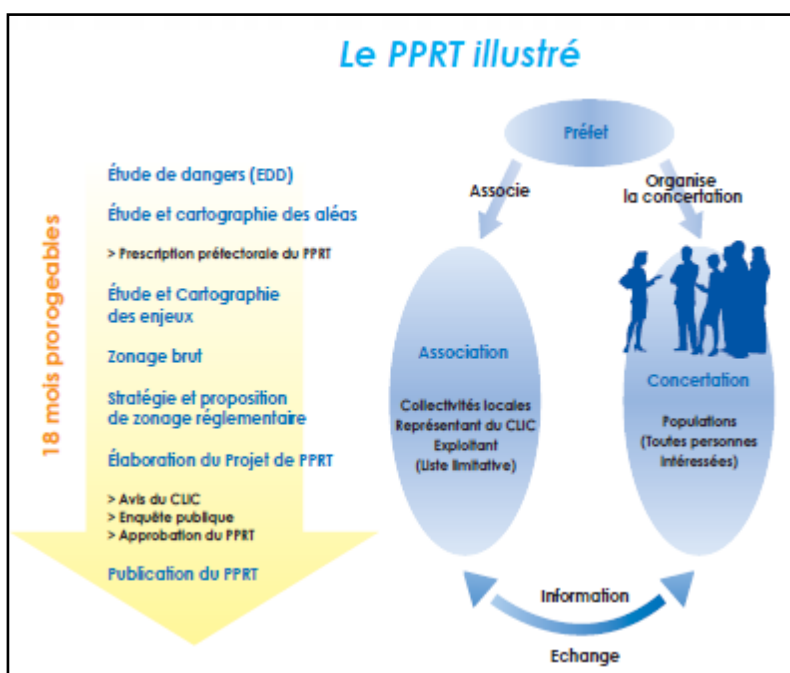 Le PPRT illustré
18 mois prorogeables
Étude de dangers (EDD)
Étude et cartographie des aléas
> Prescription préfectorale du PPRT
Étude et Cartographie
des enjeux
Zonage brut
Stratégie et proposition
de zonage réglementaire
Élaboration du Projet de PPRT
> Avis du CLIC
> Enquête publique
> Approbation du PPRT
Publication du PPRT
Préfet
Associe
Organise
la concertation
Association
Collectivités locales
Représentant du CLIC
Exploitant
(Liste limitative)
Concertation
Populations
(Toutes personnes
intéressées)
Information
Echange